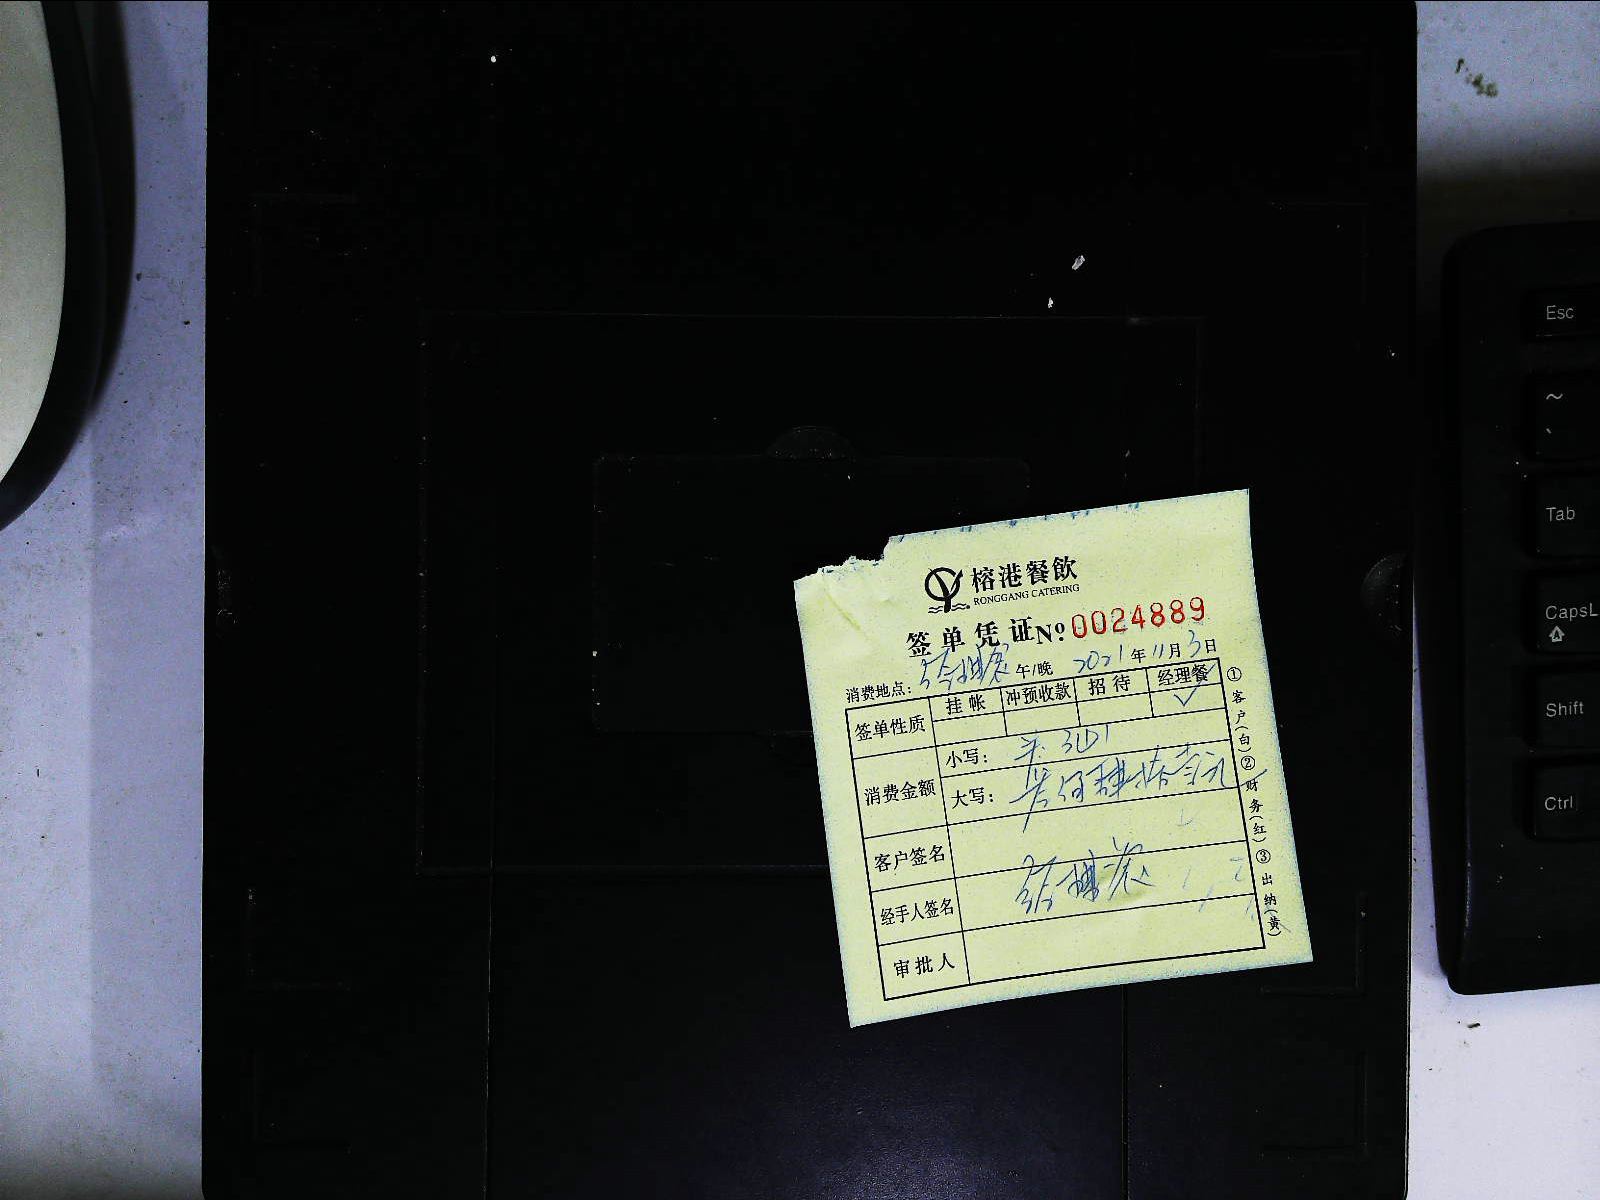 榕港餐飲
RONGGANG CATERING
签单凭证 № 0024889
消费地点： 午/晚 2021年11月3日
签单性质 挂帐 冲预收款 招待 经理餐
✓
消费金额 小写：
大写：
客户签名
经手人签名
审批人
①客户(白)②财务(红)③出纳(黄)
Esc
~
、
Tab
CapsL
Shift
Ctrl